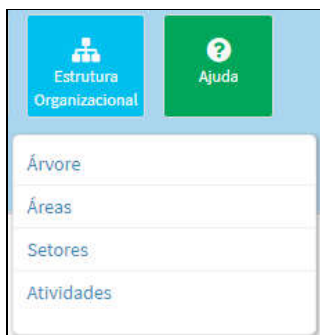 Estrutura
Organizacional
Ajuda
Árvore
Áreas
Setores
Atividades